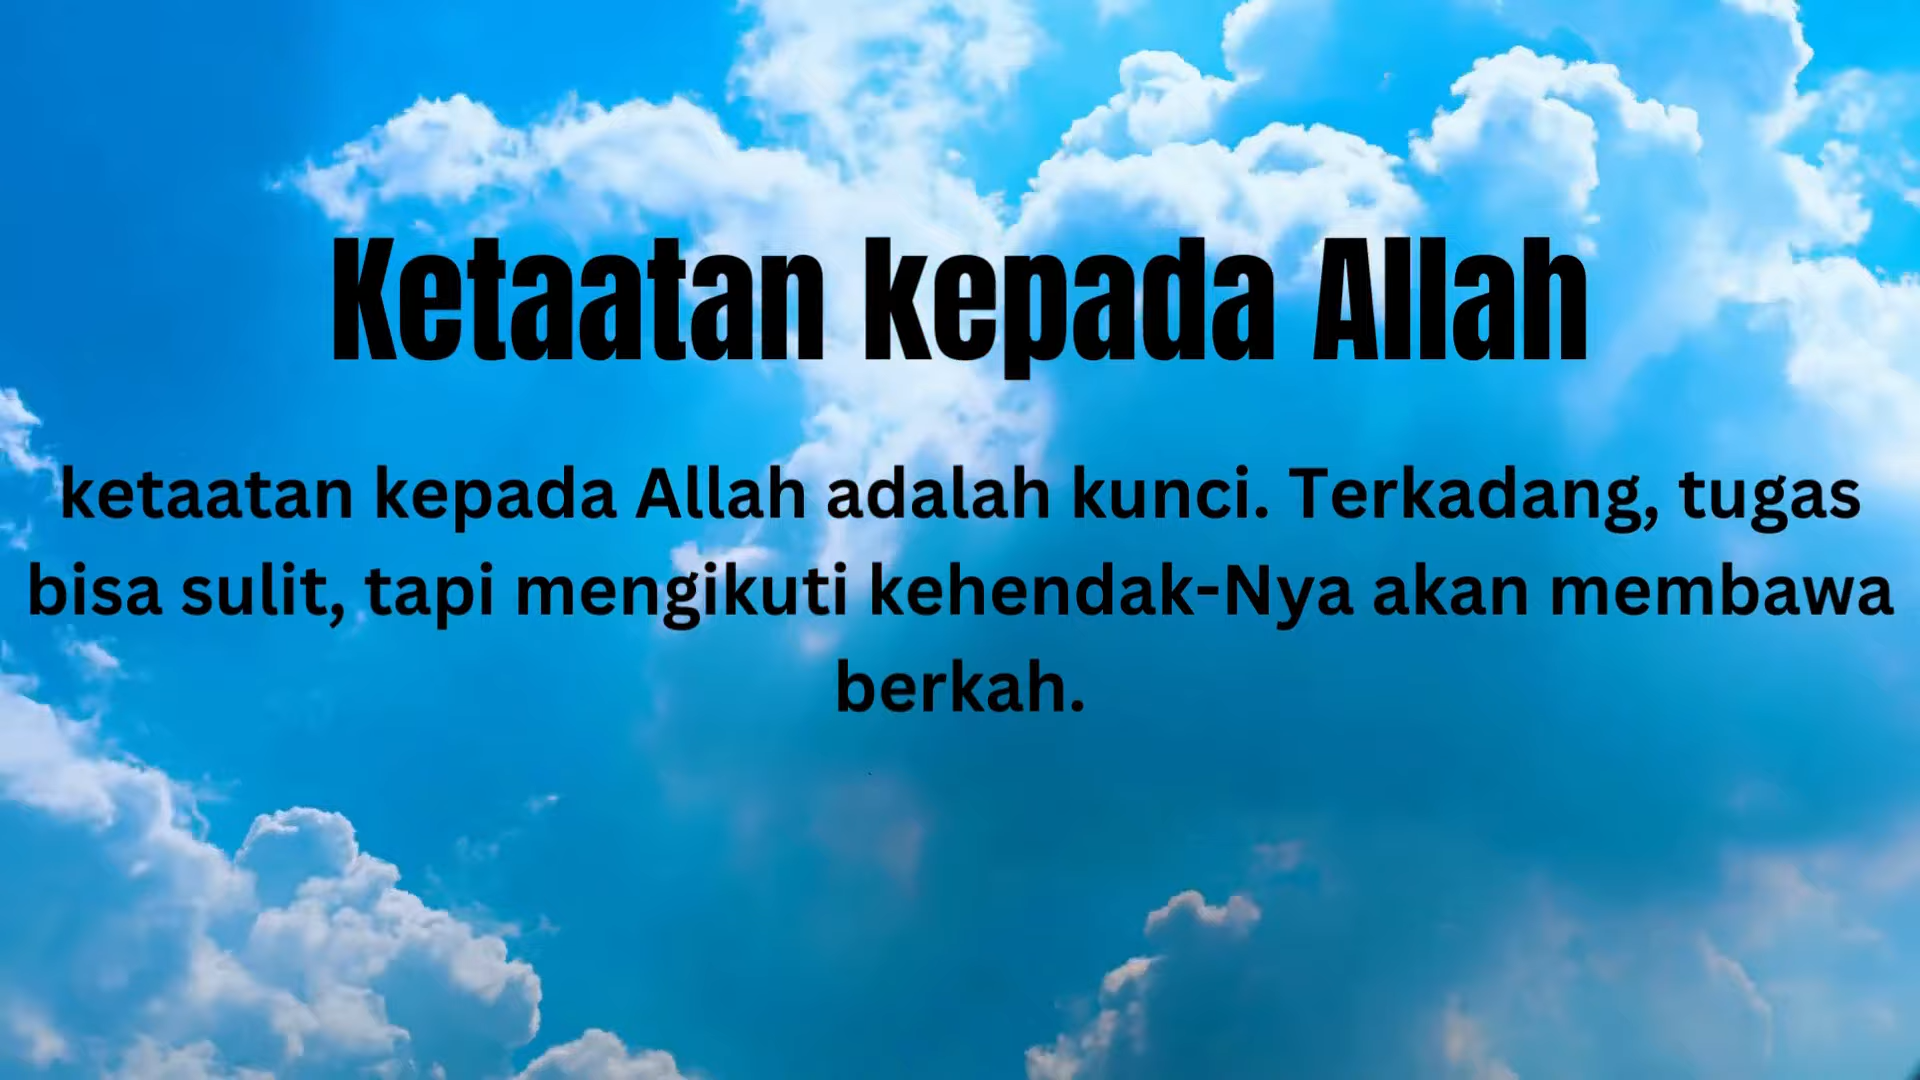 Ketaatan kepada Allah
ketaatan kepada Allah adalah kunci. Terkadang, tugas
bisa sulit, tapi mengikuti kehendak-Nya akan membawa
berkah.